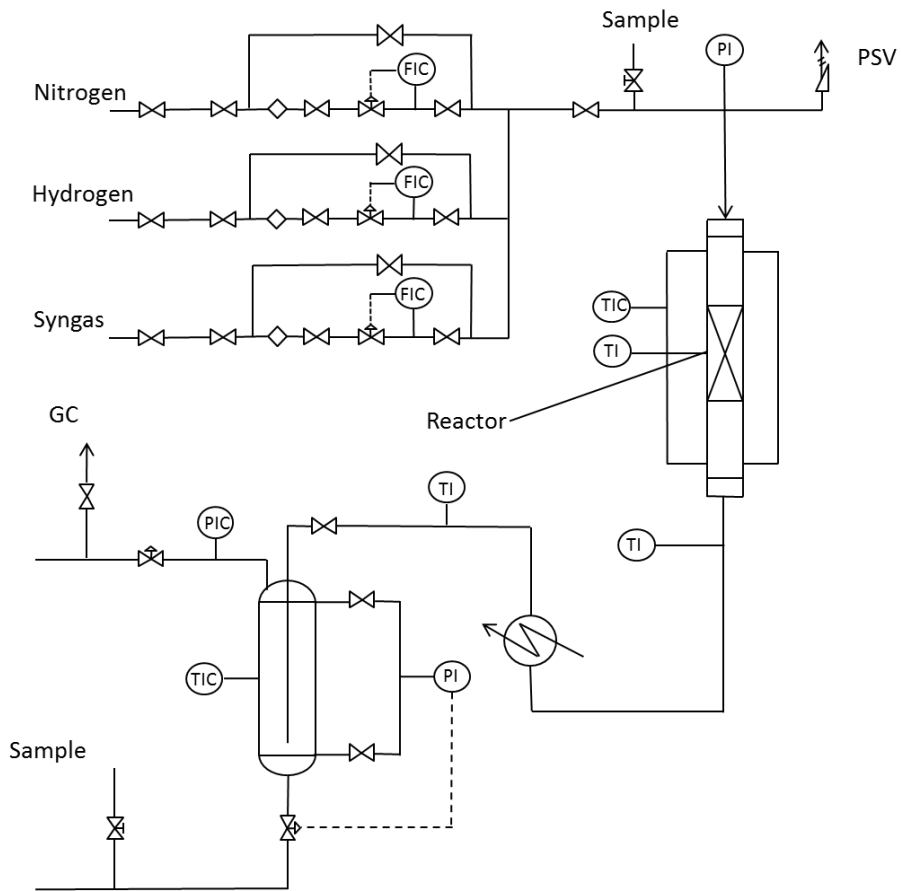 Sample
PI
PSV
FIC
Nitrogen
FIC
Hydrogen
FIC
Syngas
TIC
TI
Reactor
GC
TI
PIC
TI
TIC
PI
Sample